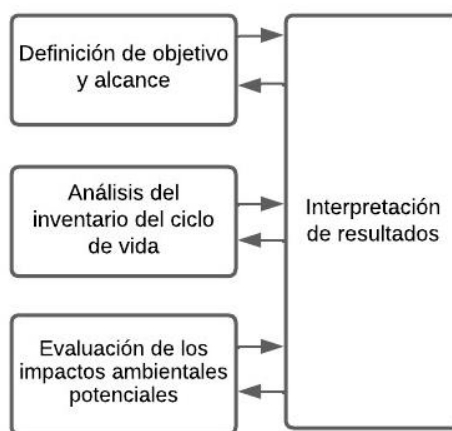 Definición de objetivo
y alcance
Análisis del
inventario del ciclo
de vida
Evaluación de los
impactos ambientales
potenciales
Interpretación
de resultados